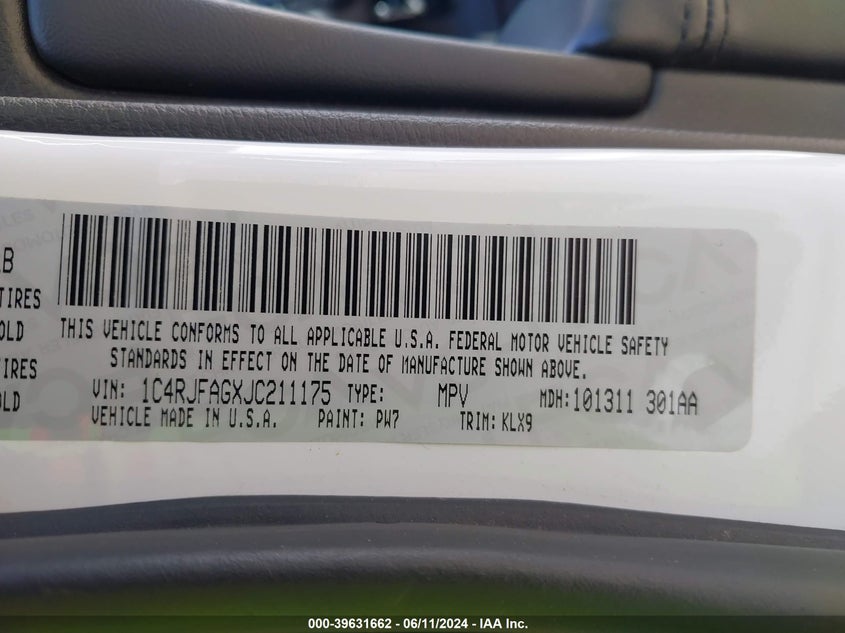 B
TIRES
OLD
TIRES
OLD
THIS VEHICLE CONFORMS TO ALL APPLICABLE U.S.A. FEDERAL MOTOR VEHICLE SAFETY
STANDARDS IN EFFECT ON THE DATE OF MANUFACTURE SHOWN ABOVE.
VIN: 1C4RJFAGXJC211175 TYPE: MPV MDH:101311 301AA
VEHICLE MADE IN U.S.A. PAINT: PW7 TRIM: KLX9
000-39631662 - 06/11/2024 - IAA Inc.